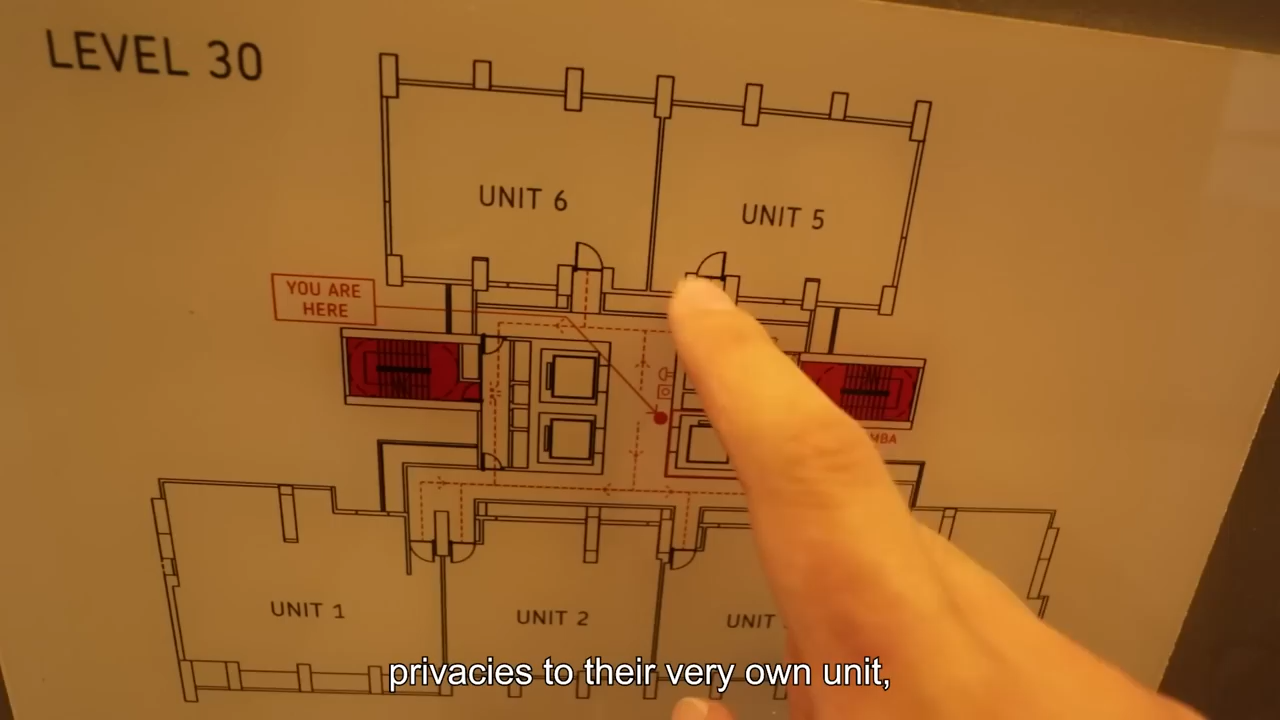 LEVEL 30
UNIT 6
UNIT 5
YOU ARE
HERE
UNIT 1
UNIT 2
UNIT
privacies to their very own unit,